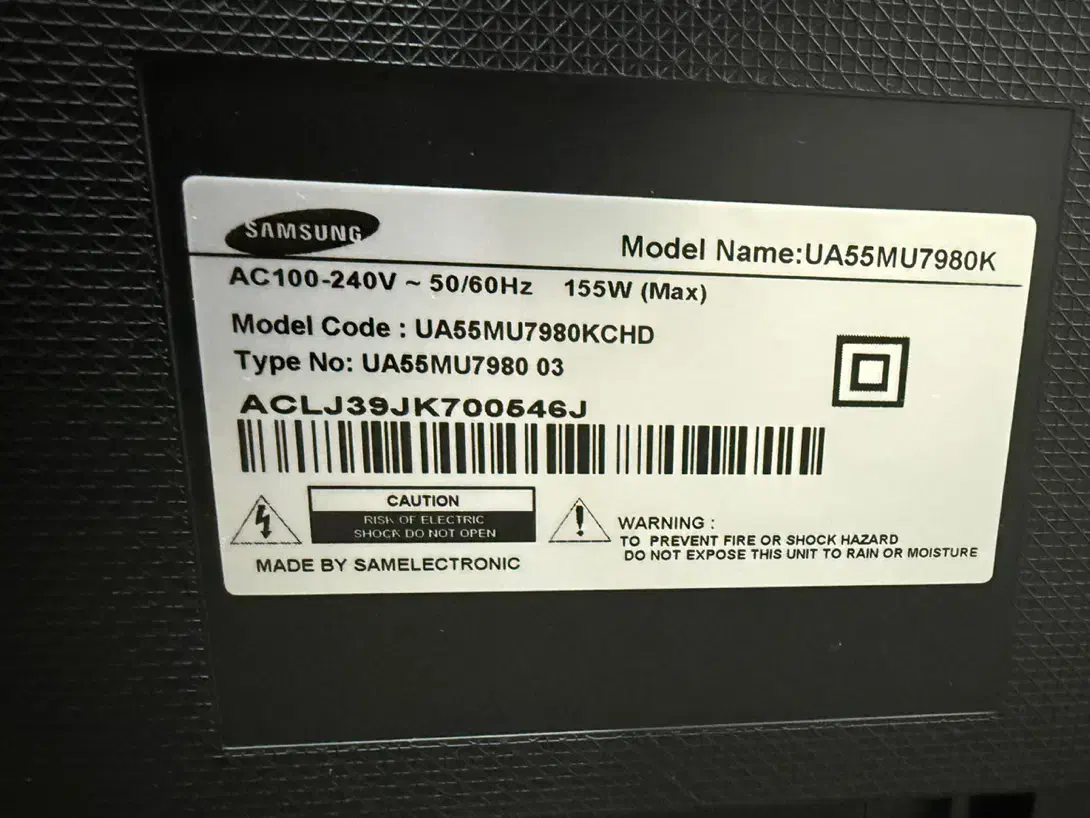 SAMSUNG
Model Name:UA55MU7980K
AC100-240V ~ 50/60Hz 155W (Max)
Model Code : UA55MU7980KCHD
Type No: UA55MU7980 03
ACLJ39JK700546J
CAUTION
RISK OF ELECTRIC
SHOCK DO NOT OPEN
WARNING :
TO PREVENT FIRE OR SHOCK HAZARD
DO NOT EXPOSE THIS UNIT TO RAIN OR MOISTURE
MADE BY SAMELECTRONIC